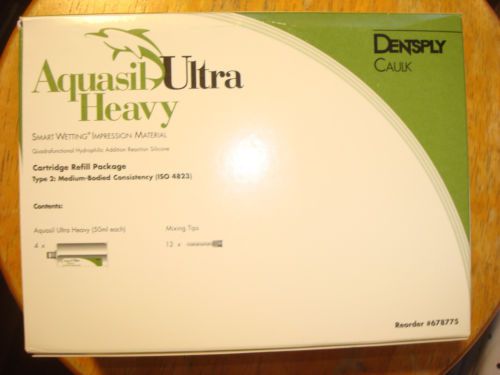 Aquasil Ultra
Heavy
DENTSPLY
CAULK
SMART WETTING® IMPRESSION MATERIAL
Quadrafunctional Hydrophilic Addition Reaction Silicone
Cartridge Refill Package
Type 2: Medium-Bodied Consistency (ISO 4823)
Contents:
Aquasil Ultra Heavy (50ml each)
4 x
Mixing Tips
12 x
Reorder #678775